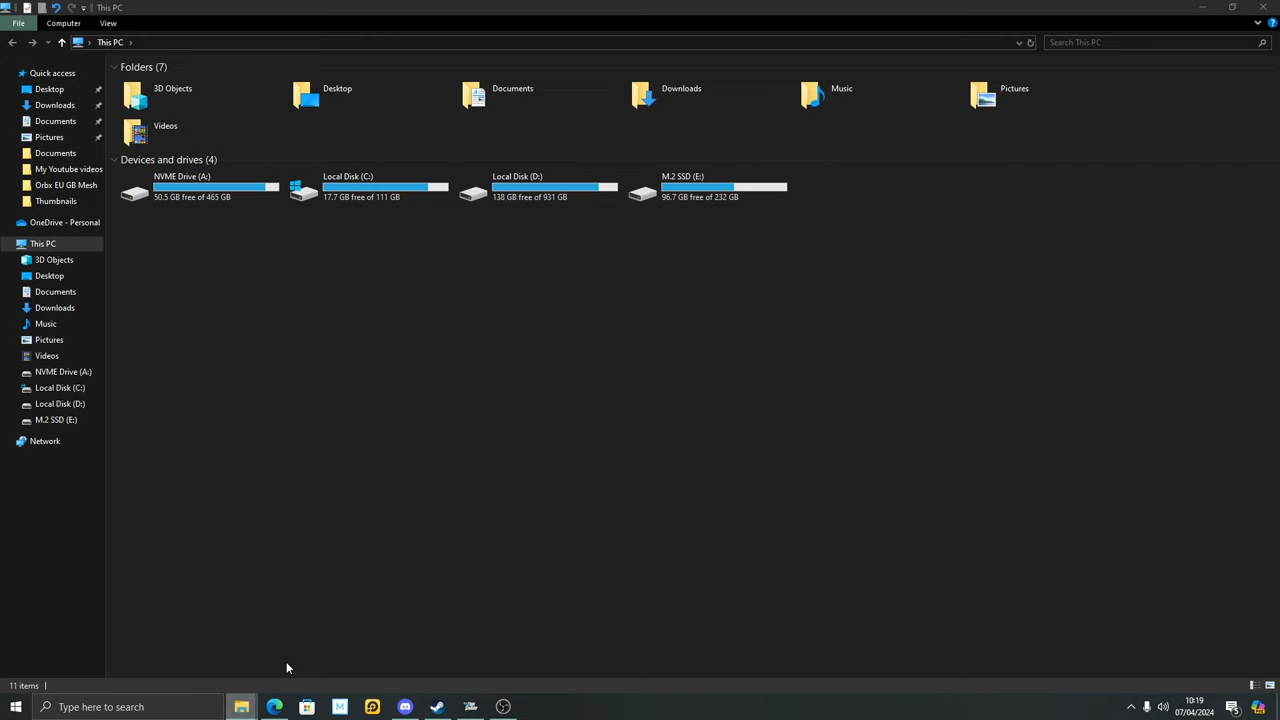 This PC
File Computer View
This PC
Search This PC
Quick access
Desktop
Downloads
Documents
Pictures
Documents
My Youtube videos
Orbx EU GB Mesh
Thumbnails
OneDrive - Personal
This PC
3D Objects
Desktop
Documents
Downloads
Music
Pictures
Videos
NVME Drive (A:)
Local Disk (C:)
Local Disk (D:)
M.2 SSD (E:)
Network
Folders (7)
3D Objects
Desktop
Documents
Downloads
Music
Pictures
Videos
Devices and drives (4)
NVME Drive (A:)
50.5 GB free of 465 GB
Local Disk (C:)
17.7 GB free of 111 GB
Local Disk (D:)
138 GB free of 931 GB
M.2 SSD (E:)
96.7 GB free of 232 GB
11 items
Type here to search
M
10:19
07/04/2024
5